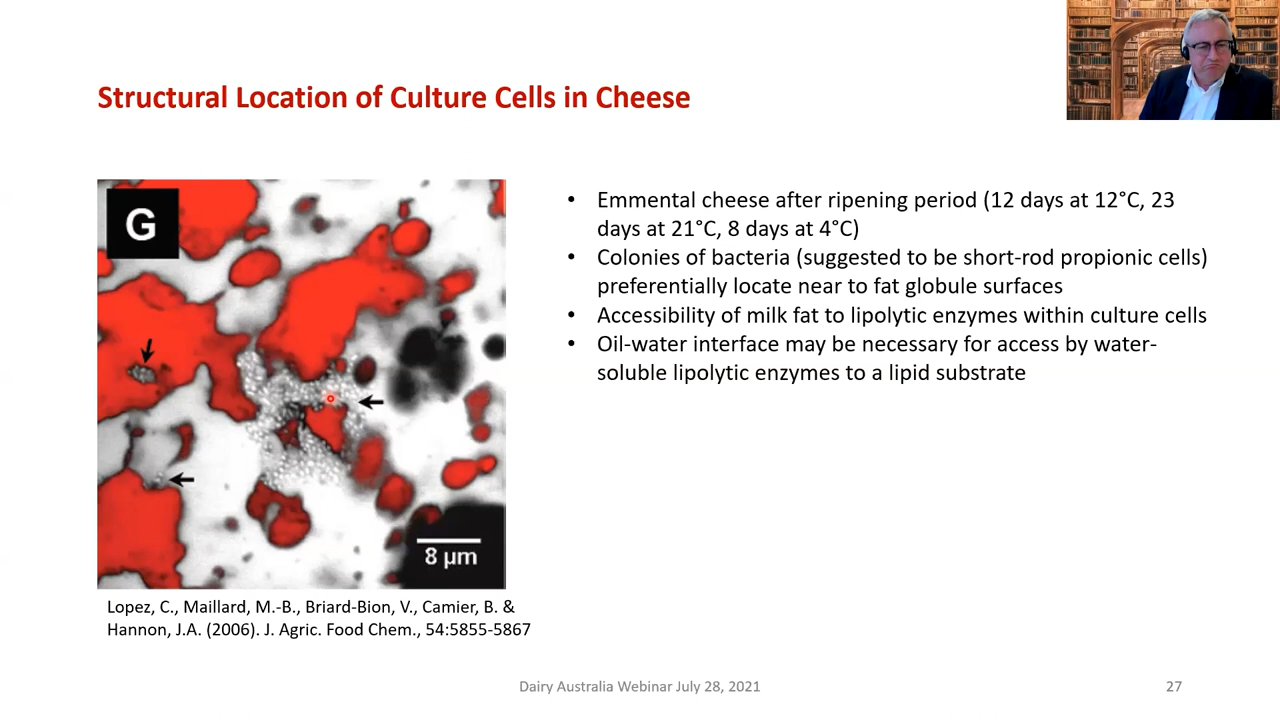 Structural Location of Culture Cells in Cheese
G
8 µm
Lopez, C., Maillard, M.-B., Briard-Bion, V., Camier, B. &
Hannon, J.A. (2006). J. Agric. Food Chem., 54:5855-5867
• Emmental cheese after ripening period (12 days at 12°C, 23
days at 21°C, 8 days at 4°C)
• Colonies of bacteria (suggested to be short-rod propionic cells)
preferentially locate near to fat globule surfaces
• Accessibility of milk fat to lipolytic enzymes within culture cells
• Oil-water interface may be necessary for access by water-
soluble lipolytic enzymes to a lipid substrate
Dairy Australia Webinar July 28, 2021
27